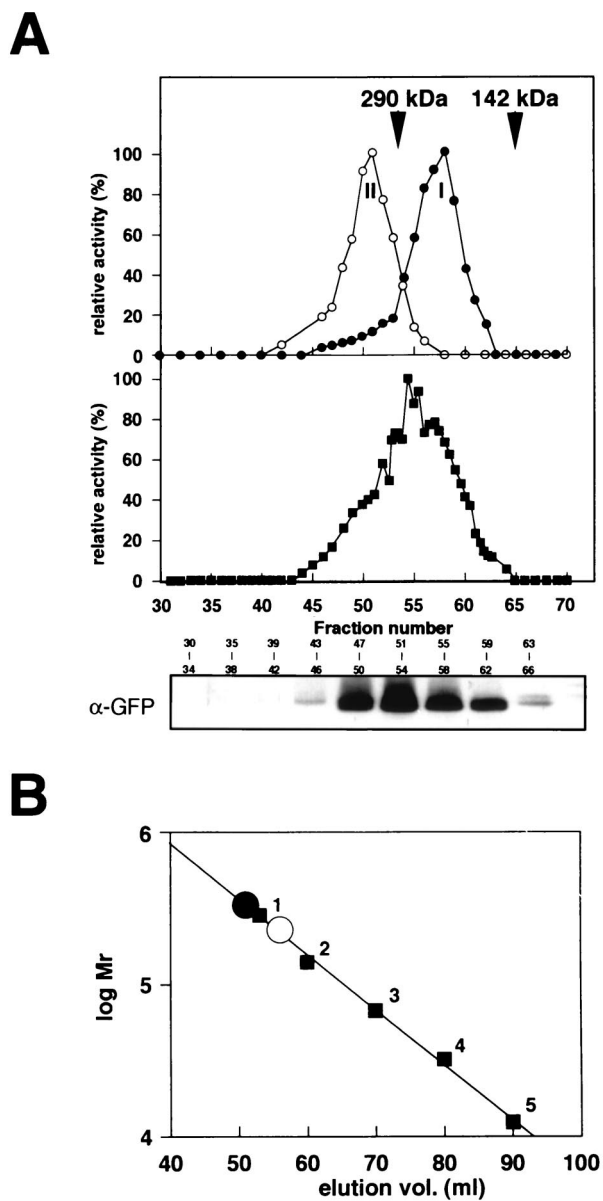 A
290 kDa 142 kDa
100
80
60
40
20
0
relative activity (%)
II I
100
80
60
40
20
0
relative activity (%)
30 35 40 45 50 55 60 65 70
Fraction number
30 35 39 43 47 51 55 59 63
34 38 42 46 50 54 58 62 66
α-GFP
B
6
5
4
log Mr
1
2
3
4
5
40 50 60 70 80 90 100
elution vol. (ml)